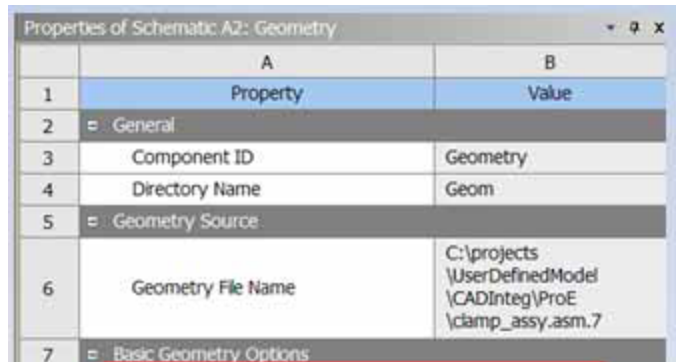 Properties of Schematic A2: Geometry
A B
1 Property Value
2 General
3 Component ID Geometry
4 Directory Name Geom
5 Geometry Source
6 Geometry File Name C:\projects
\UserDefinedModel
\CADInteg\ProE
\clamp_assy.asm.7
7 Basic Geometry Options